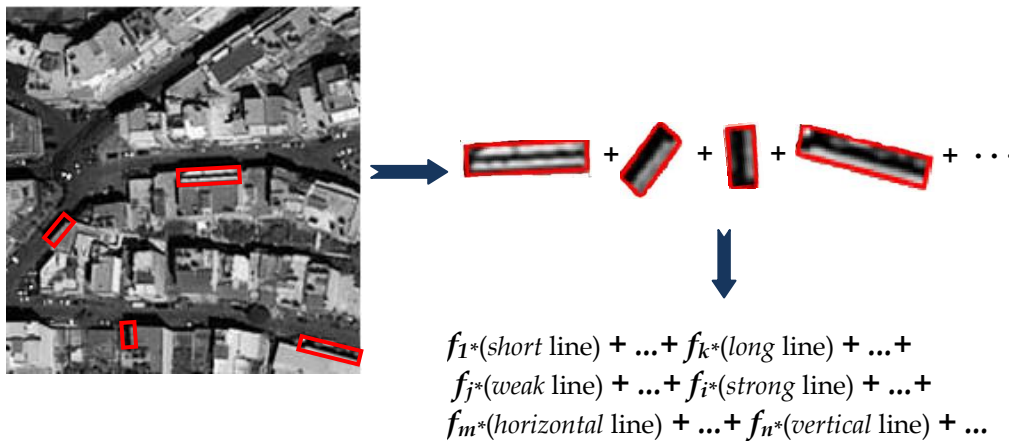 + + + + · · ·
f1*(short line) + ...+ fk*(long line) + ...+
fj*(weak line) + ...+ fi*(strong line) + ...+
fm*(horizontal line) + ...+ fn*(vertical line) + ...